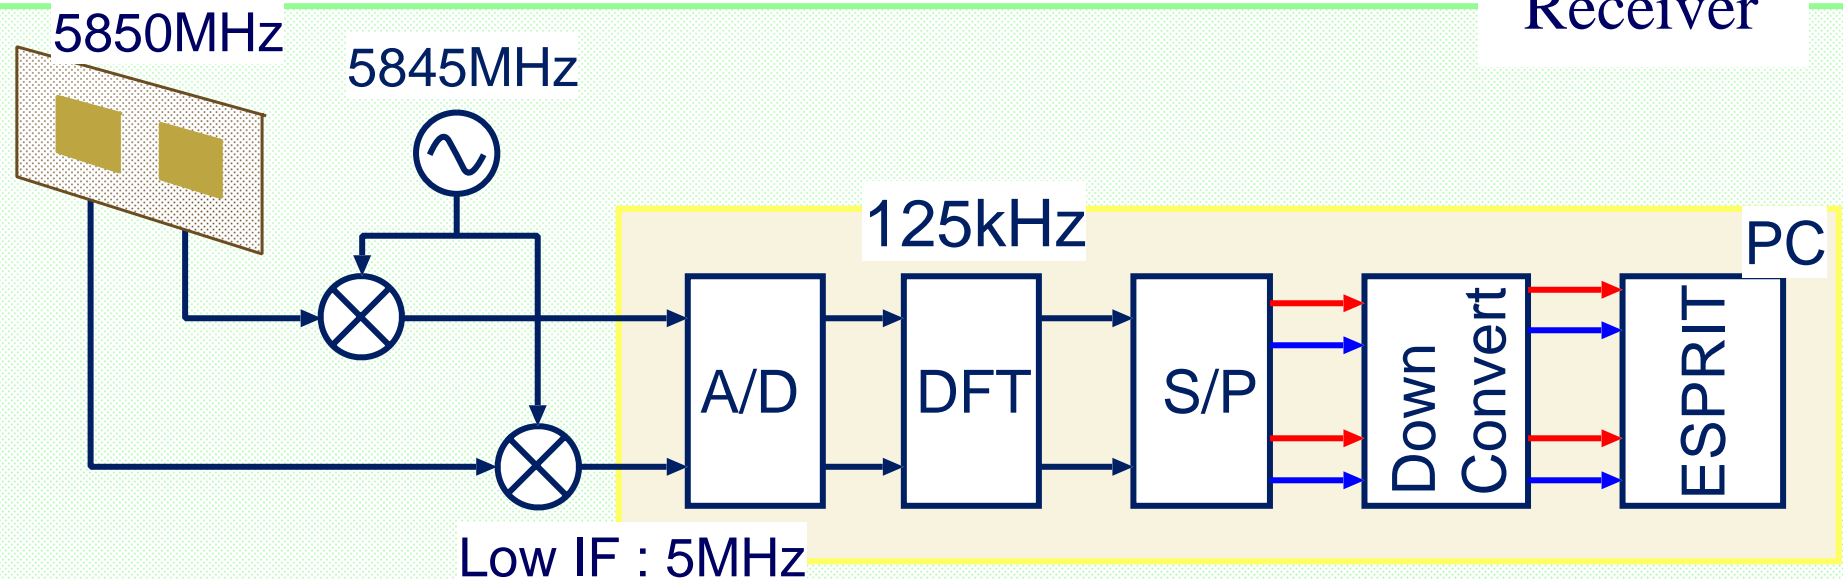 Receiver
5850MHz
5845MHz
125kHz
PC
A/D
DFT
S/P
Down
Convert
ESPRIT
Low IF : 5MHz